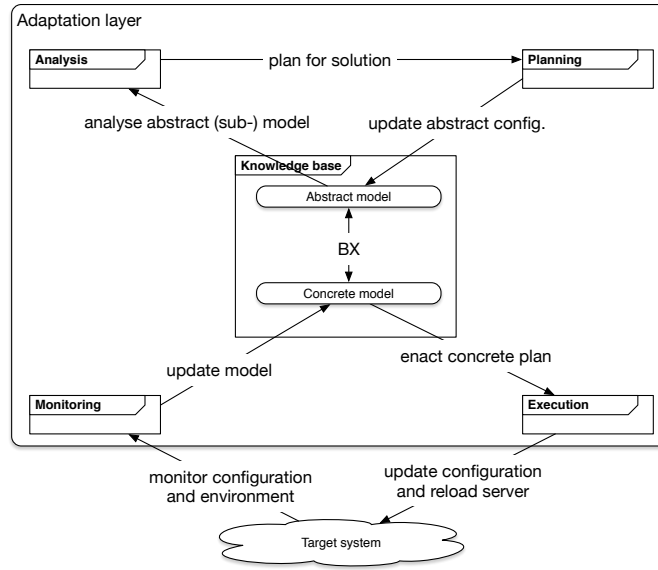 Adaptation layer
Analysis
plan for solution
Planning
analyse abstract (sub-) model
update abstract config.
Knowledge base
Abstract model
BX
Concrete model
update model
enact concrete plan
Monitoring
Execution
monitor configuration
and environment
update configuration
and reload server
Target system